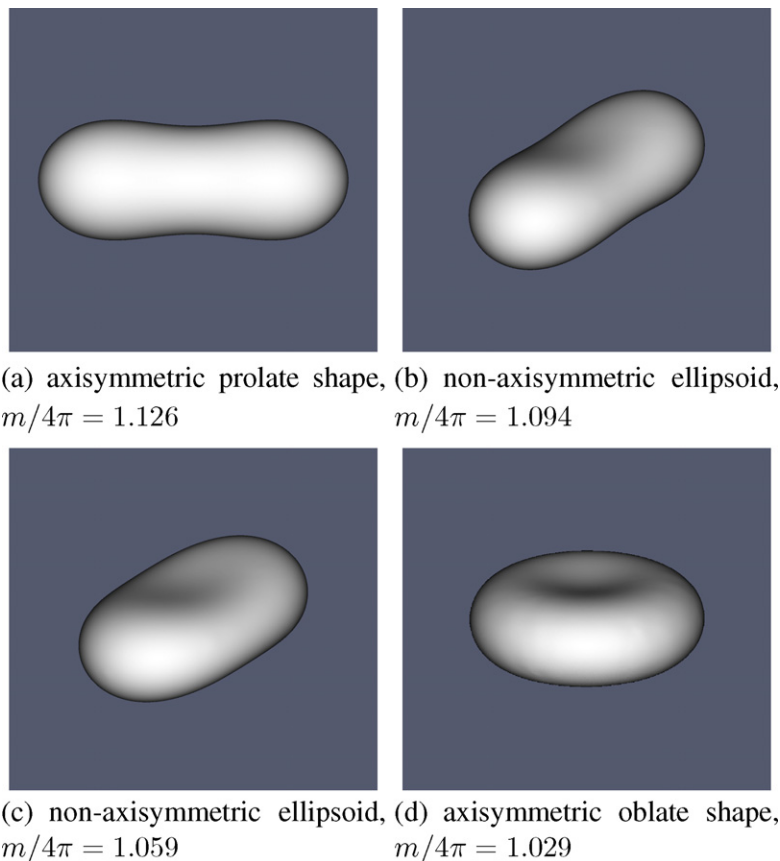 (a) axisymmetric prolate shape,
m/4π = 1.126
(b) non-axisymmetric ellipsoid,
m/4π = 1.094
(c) non-axisymmetric ellipsoid,
m/4π = 1.059
(d) axisymmetric oblate shape,
m/4π = 1.029